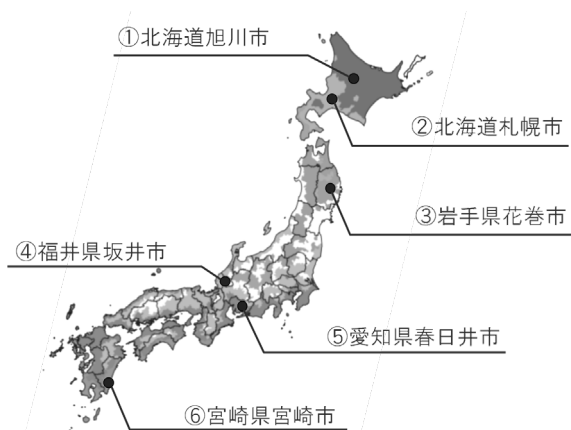 ①北海道旭川市
②北海道札幌市
③岩手県花巻市
④福井県坂井市
⑤愛知県春日井市
⑥宮崎県宮崎市